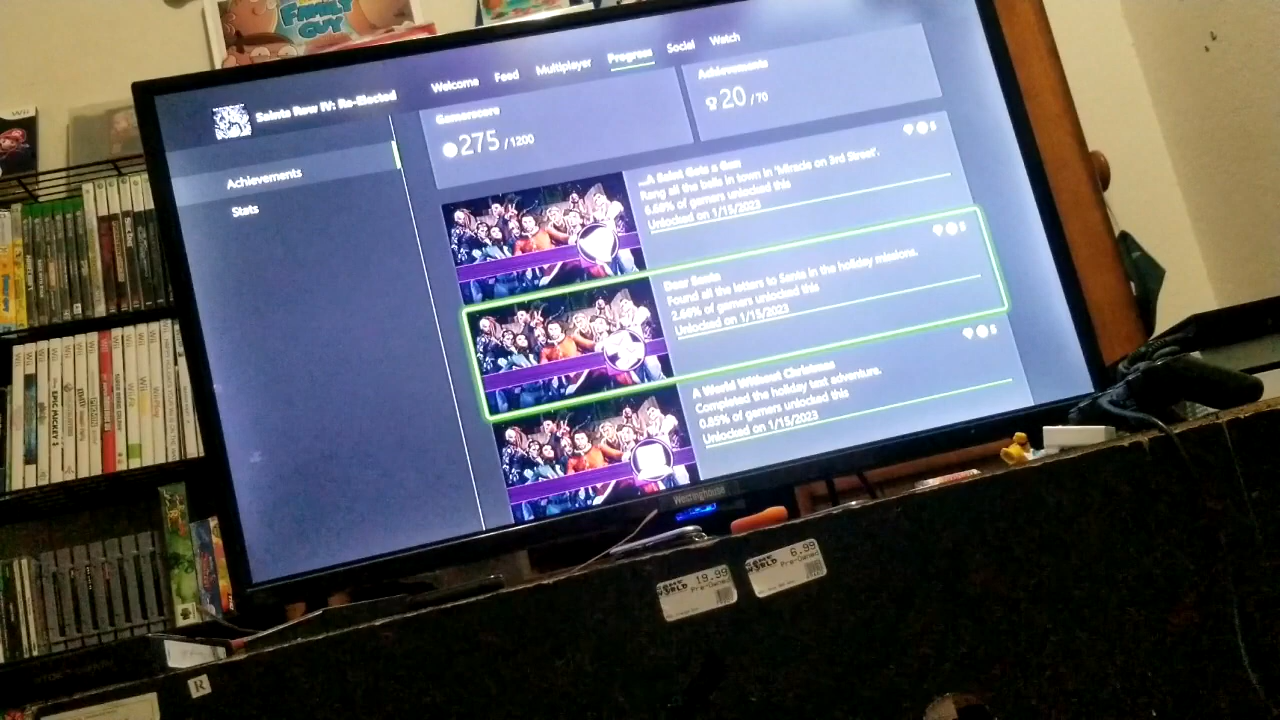 FAMILY
GUY
Welcome
Feed
Multiplayer
Progress
Social
Watch
Saints Row IV: Re-Elected
Achievements
Stats
Gamerscore
275 / 1200
Achievements
20 / 70
...A Saint Gets a Gun
Rang all the bells in town in 'Miracle on 3rd Street'.
6.68% of gamers unlocked this
Unlocked on 1/15/2023
5
Dear Santa
Found all the letters to Santa in the holiday missions.
2.68% of gamers unlocked this
Unlocked on 1/15/2023
5
A World Without Christmas
Completed the holiday text adventure.
0.85% of gamers unlocked this
Unlocked on 1/15/2023
5
Westinghouse
Wii
EPIC MICKEY
19.99
Pre-Owned
6.99
Pre-Owned
R